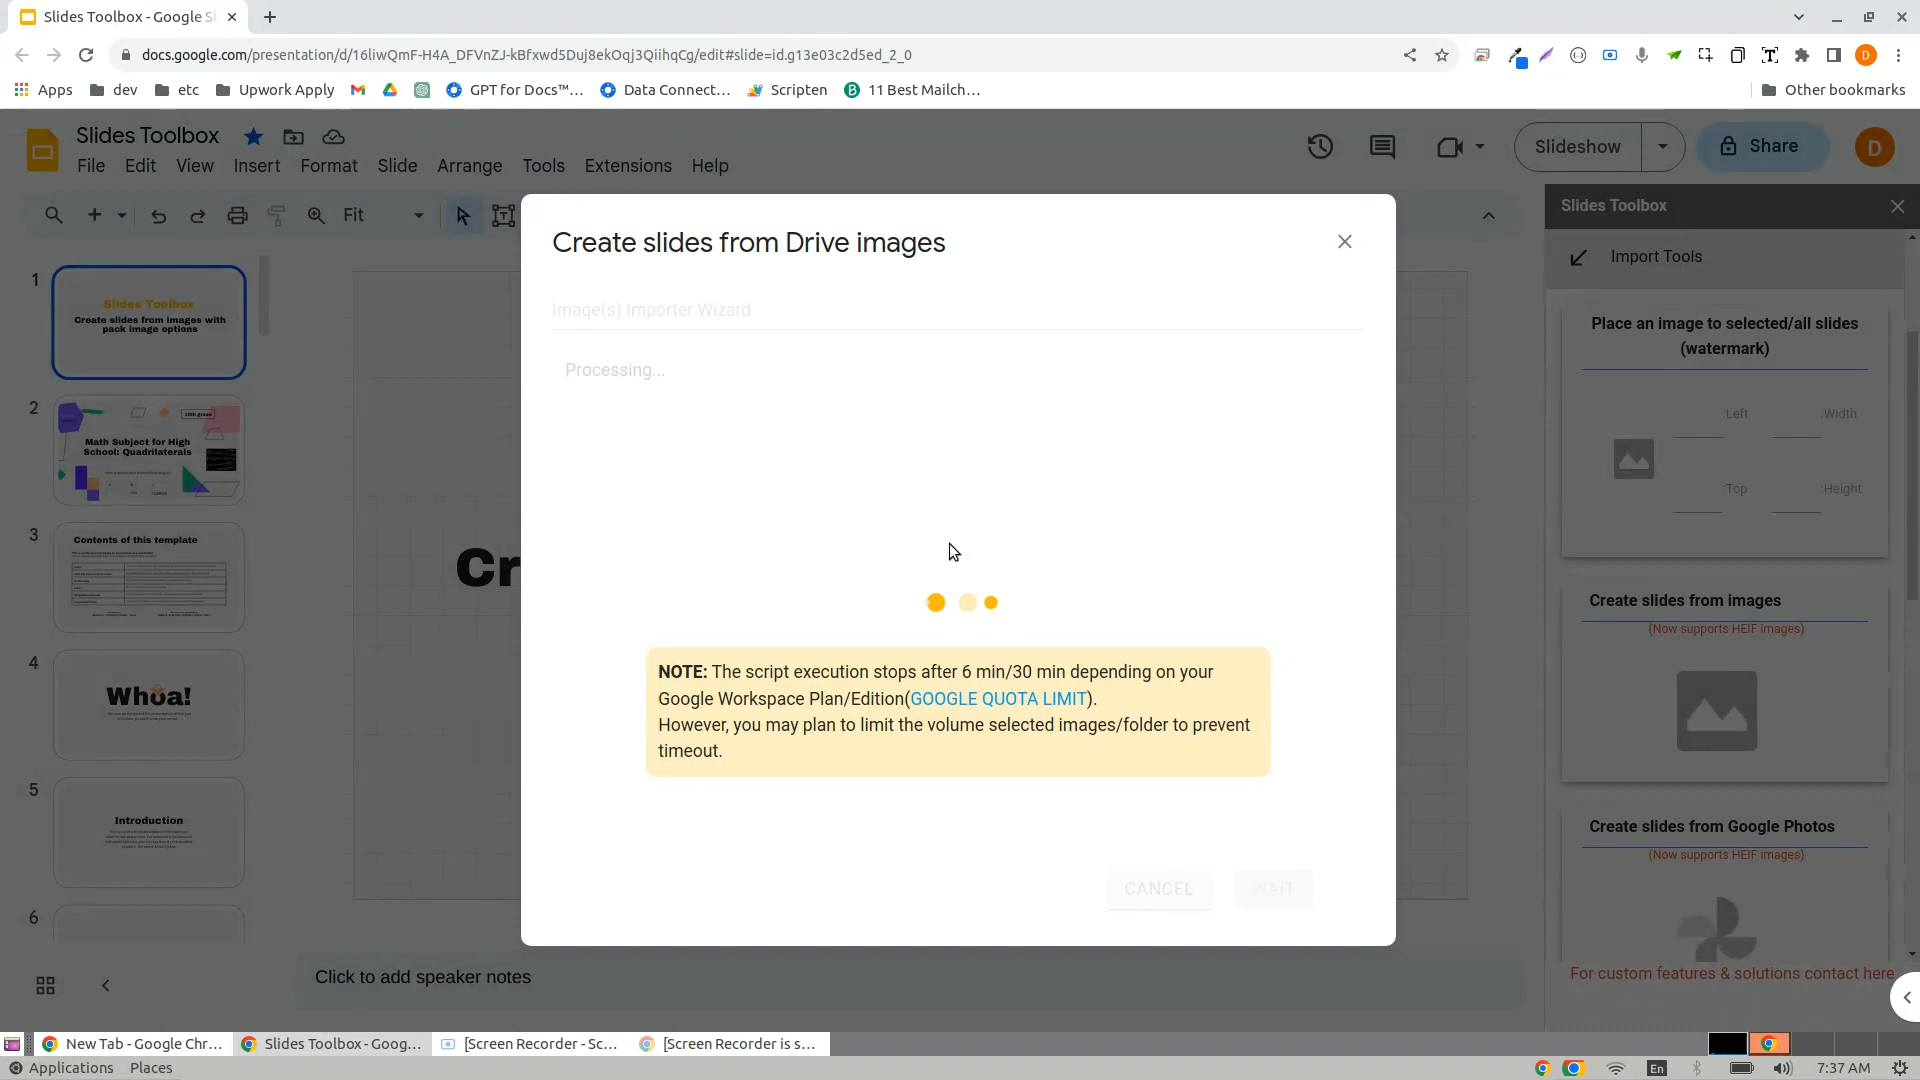 Slides Toolbox - Google Sl
docs.google.com/presentation/d/16liwQmF-H4A_DFVnZJ-kBfxwd5Duj8ekOqj3QiihqCg/edit#slide=id.g13e03c2d5ed_2_0
D
Apps
dev
etc
Upwork Apply
GPT for Docs™...
Data Connect...
Scripten
11 Best Mailch...
Other bookmarks
Slides Toolbox
File Edit View Insert Format Slide Arrange Tools Extensions Help
Slideshow
Share
D
Fit
1
Slides Toolbox
Create slides from images with
pack image options
2
10th grade
Math Subject for High
School: Quadrilaterals
3
Contents of this template
4
Whoa!
5
Introduction
6
Cr
Create slides from Drive images
Image(s) Importer Wizard
Processing...
NOTE: The script execution stops after 6 min/30 min depending on your
Google Workspace Plan/Edition(GOOGLE QUOTA LIMIT).
However, you may plan to limit the volume selected images/folder to prevent
timeout.
CANCEL
WAIT
Click to add speaker notes
Slides Toolbox
Import Tools
Place an image to selected/all slides
(watermark)
:Left
:Width
:Top
:Height
Create slides from images
(Now supports HEIF images)
Create slides from Google Photos
(Now supports HEIF images)
For custom features & solutions contact here
New Tab - Google Chr...
Slides Toolbox - Goog...
[Screen Recorder - Sc...
[Screen Recorder is s...
Applications Places
En
7:37 AM